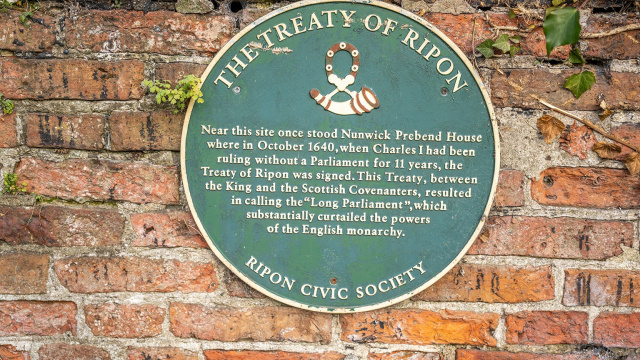 THE TREATY OF RIPON
Near this site once stood Nunwick Prebend House
where in October 1640, when Charles I had been
ruling without a Parliament for 11 years, the
Treaty of Ripon was signed. This Treaty, between
the King and the Scottish Covenanters, resulted
in calling the "Long Parliament", which
substantially curtailed the powers
of the English monarchy.
RIPON CIVIC SOCIETY